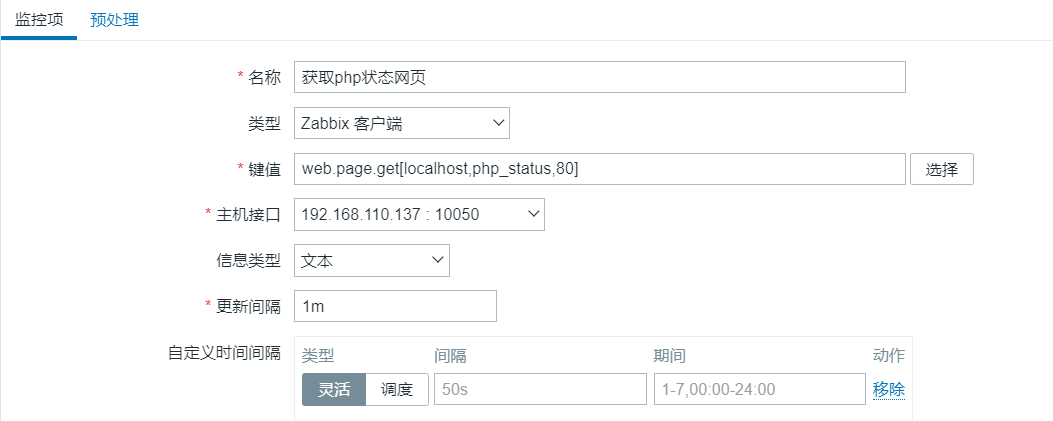 监控项 预处理
* 名称 获取php状态网页
类型 Zabbix 客户端
* 键值 web.page.get[localhost,php_status,80] 选择
* 主机接口 192.168.110.137 : 10050
信息类型 文本
* 更新间隔 1m
自定义时间间隔 类型 间隔 期间 动作
灵活 调度 50s 1-7,00:00-24:00 移除